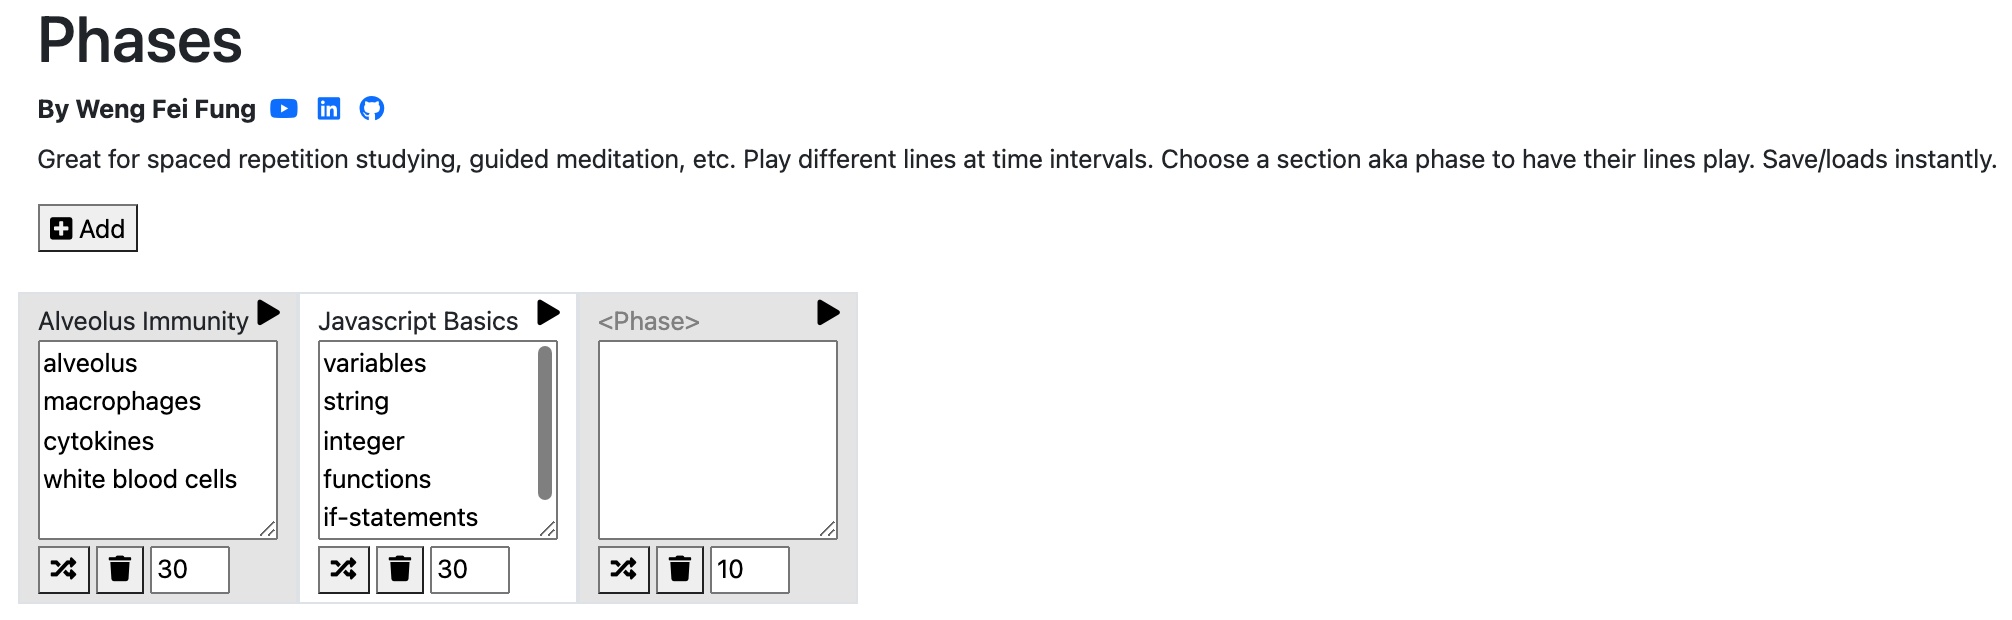 Phases
By Weng Fei Fung
Great for spaced repetition studying, guided meditation, etc. Play different lines at time intervals. Choose a section aka phase to have their lines play. Save/loads instantly.
Add
Alveolus Immunity
alveolus
macrophages
cytokines
white blood cells
30
Javascript Basics
variables
string
integer
functions
if-statements
30
<Phase>
10